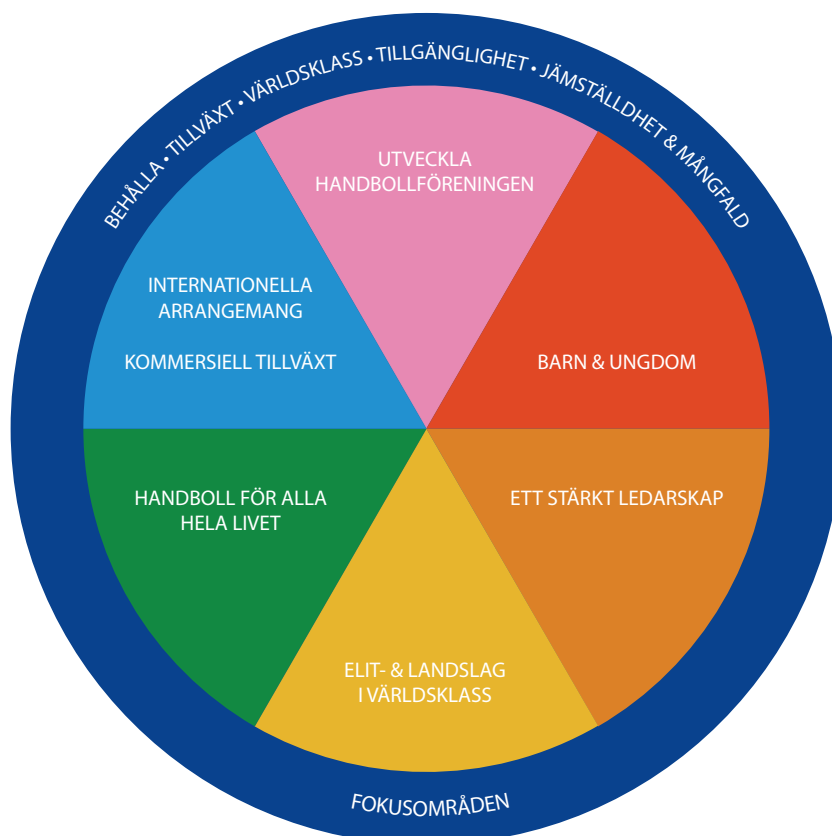 BEHÅLLA • TILLVÄXT • VÄRLDSKLASS • TILLGÄNGLIGHET • JÄMSTÄLLDHET & MÅNGFALD
UTVECKLA
HANDBOLLFÖRENINGEN
INTERNATIONELLA
ARRANGEMANG
KOMMERSIELL TILLVÄXT
BARN & UNGDOM
HANDBOLL FÖR ALLA
HELA LIVET
ETT STÄRKT LEDARSKAP
ELIT- & LANDSLAG
I VÄRLDSKLASS
FOKUSOMRÅDEN